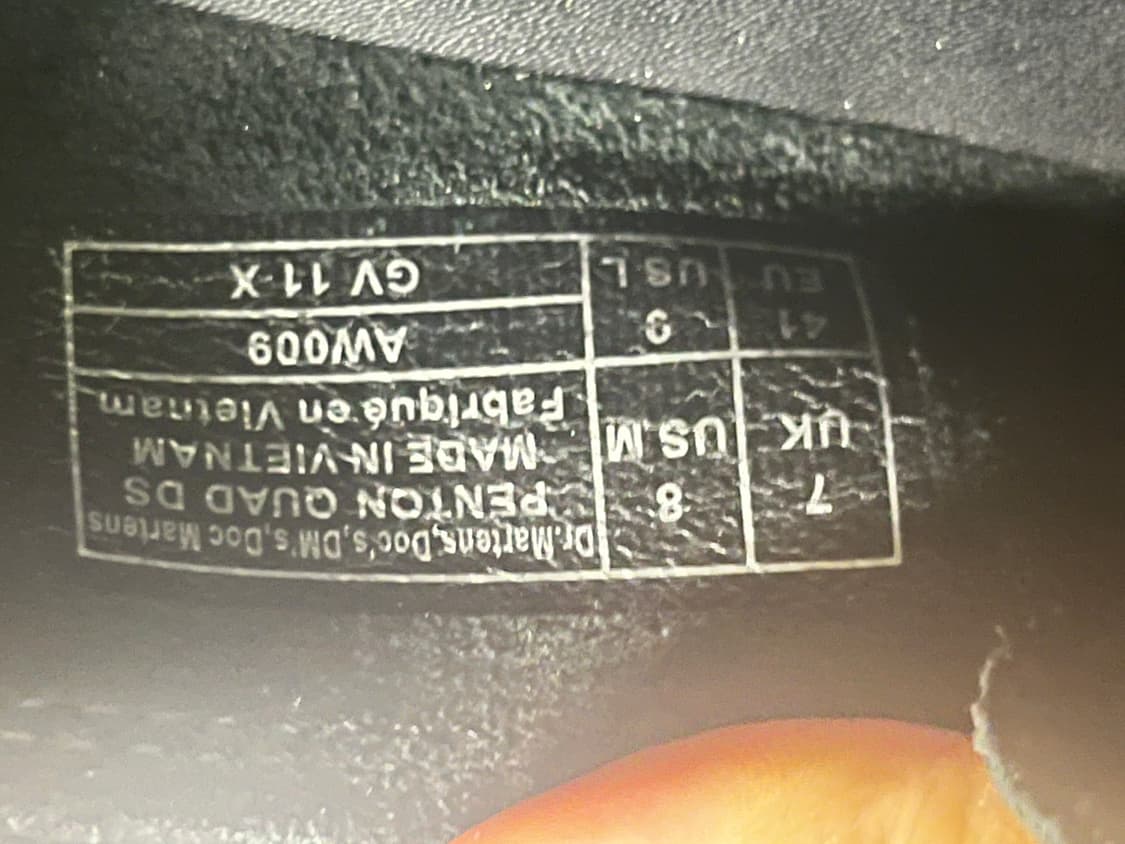 7
UK
8
US M
41
EU
9
US L
Dr.Martens,Doc's,DM's,Doc Martens
PENTON QUAD DS
MADE IN VIETNAM
Fabriqué en Vietnam
AW009
GV 11 X